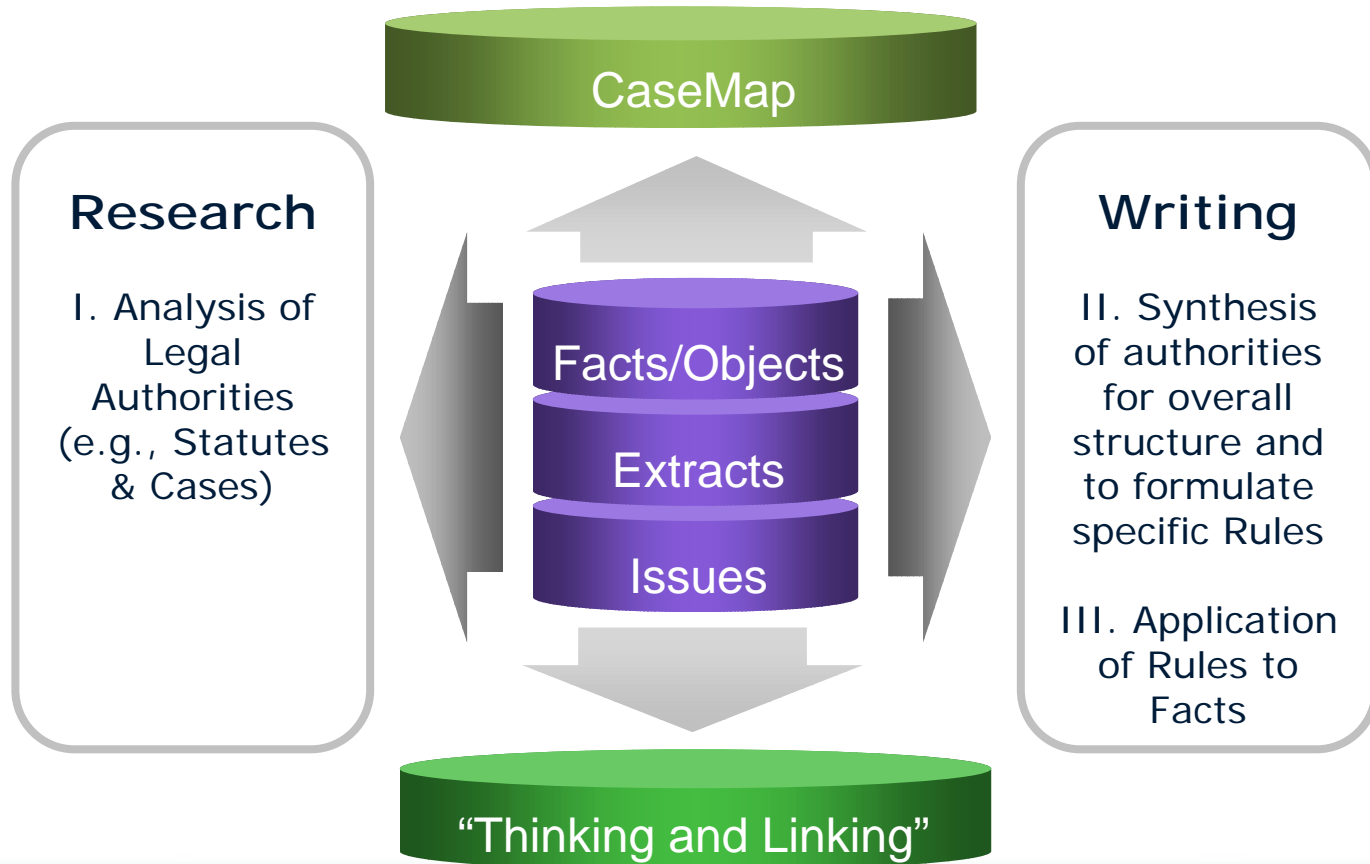 CaseMap
Research
I. Analysis of
Legal
Authorities
(e.g., Statutes
& Cases)
Facts/Objects
Extracts
Issues
Writing
II. Synthesis
of authorities
for overall
structure and
to formulate
specific Rules
III. Application
of Rules to
Facts
“Thinking and Linking”